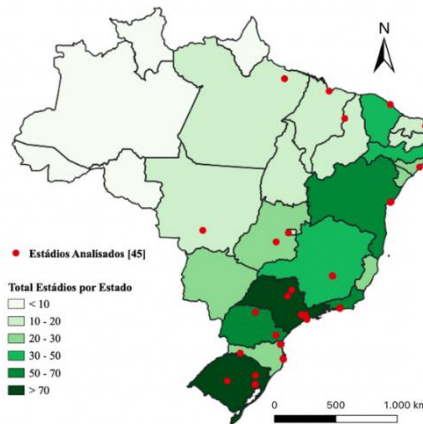 N
Estádios Analisados [45]
Total Estádios por Estado
< 10
10 - 20
20 - 30
30 - 50
50 - 70
> 70
0 500 1.000 km